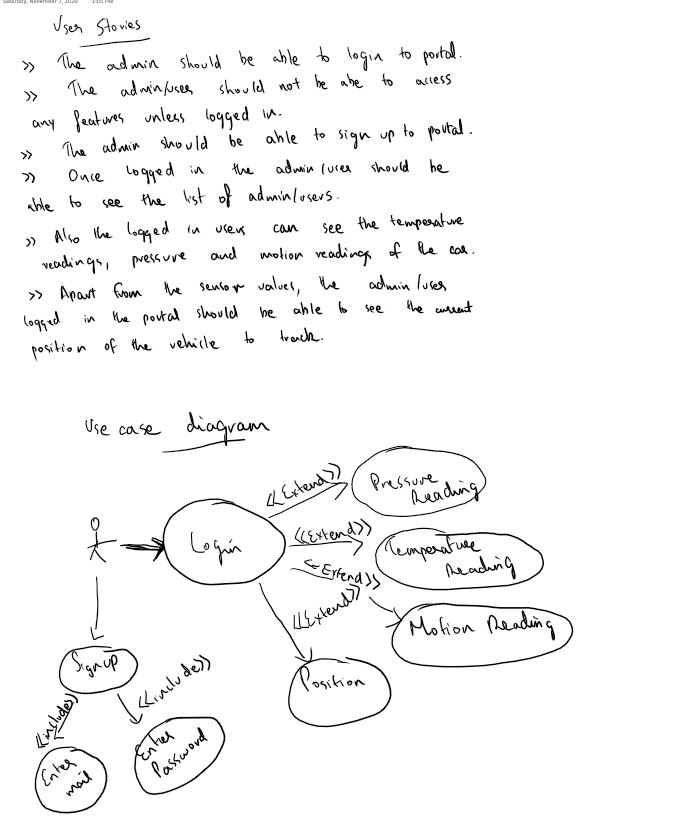 Saturday, November 7, 2020 1:05 PM
User Stories
>> The admin should be able to login to portal.
>> The admin/user should not be abe to access
any features unless logged in.
>> The admin should be able to sign up to portal.
>> Once logged in the admin/user should be
able to see the list of admin/users.
>> Also the logged in users can see the temperature
readings, pressure and motion readings of the car.
>> Apart from the sensor values, the admin/user
logged in the portal should be able to see the current
position of the vehicle to track.
Use case diagram
<<Extend>>
Pressure
Reading
Login
<<Extend>>
Temperature
Reading
<<Extend>>
<<Extend>>
Motion Reading
Signup
Position
<<include>>
<<include>>
Enter
Password
Enter
mail